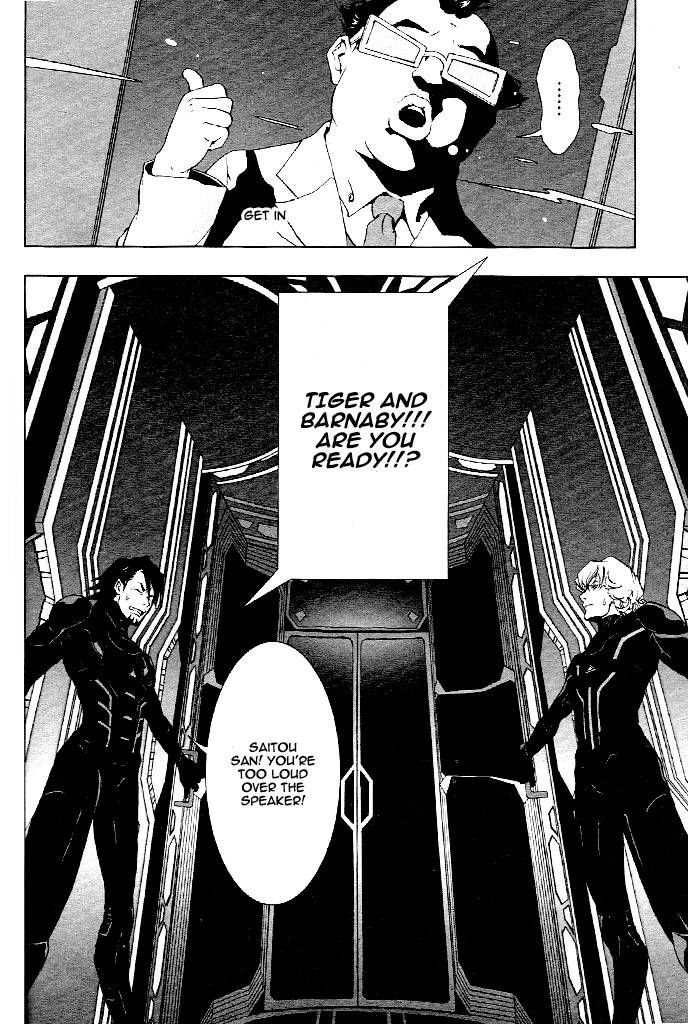 ......
GET IN
TIGER AND
BARNABY!!!
ARE YOU
READY!!?
SAITOU
SAN! YOU'RE
TOO LOUD
OVER THE
SPEAKER!